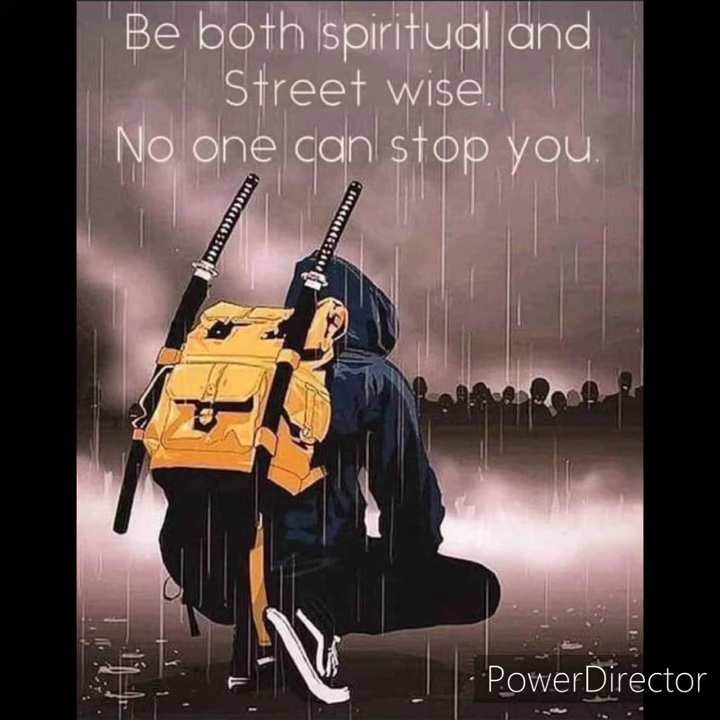 Be both spiritual and
Street wise.
No one can stop you.
PowerDirector